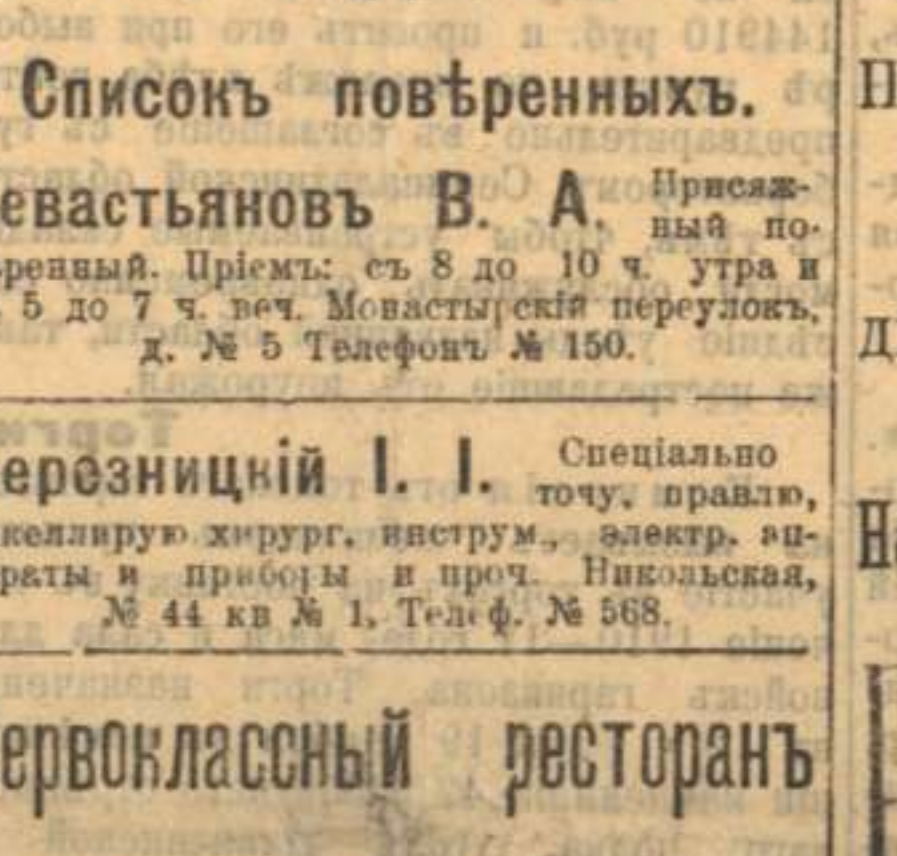 Списокъ повѣренныхъ.
евастьяновъ В. А. Присяж-
ный по-
ѣренный. Пріемъ: съ 8 до 10 ч. утра и
5 до 7 ч. веч. Монастырскій переулокъ,
д. № 5 Телефонъ № 150.
ерезницкій І. І. Спеціально
точу, правлю,
келлирую хирург. инструм., электр. ап-
раты и приборы и проч. Никольская,
№ 44 кв № 1. Телеф. № 568.
ервоклассный ресторанъ